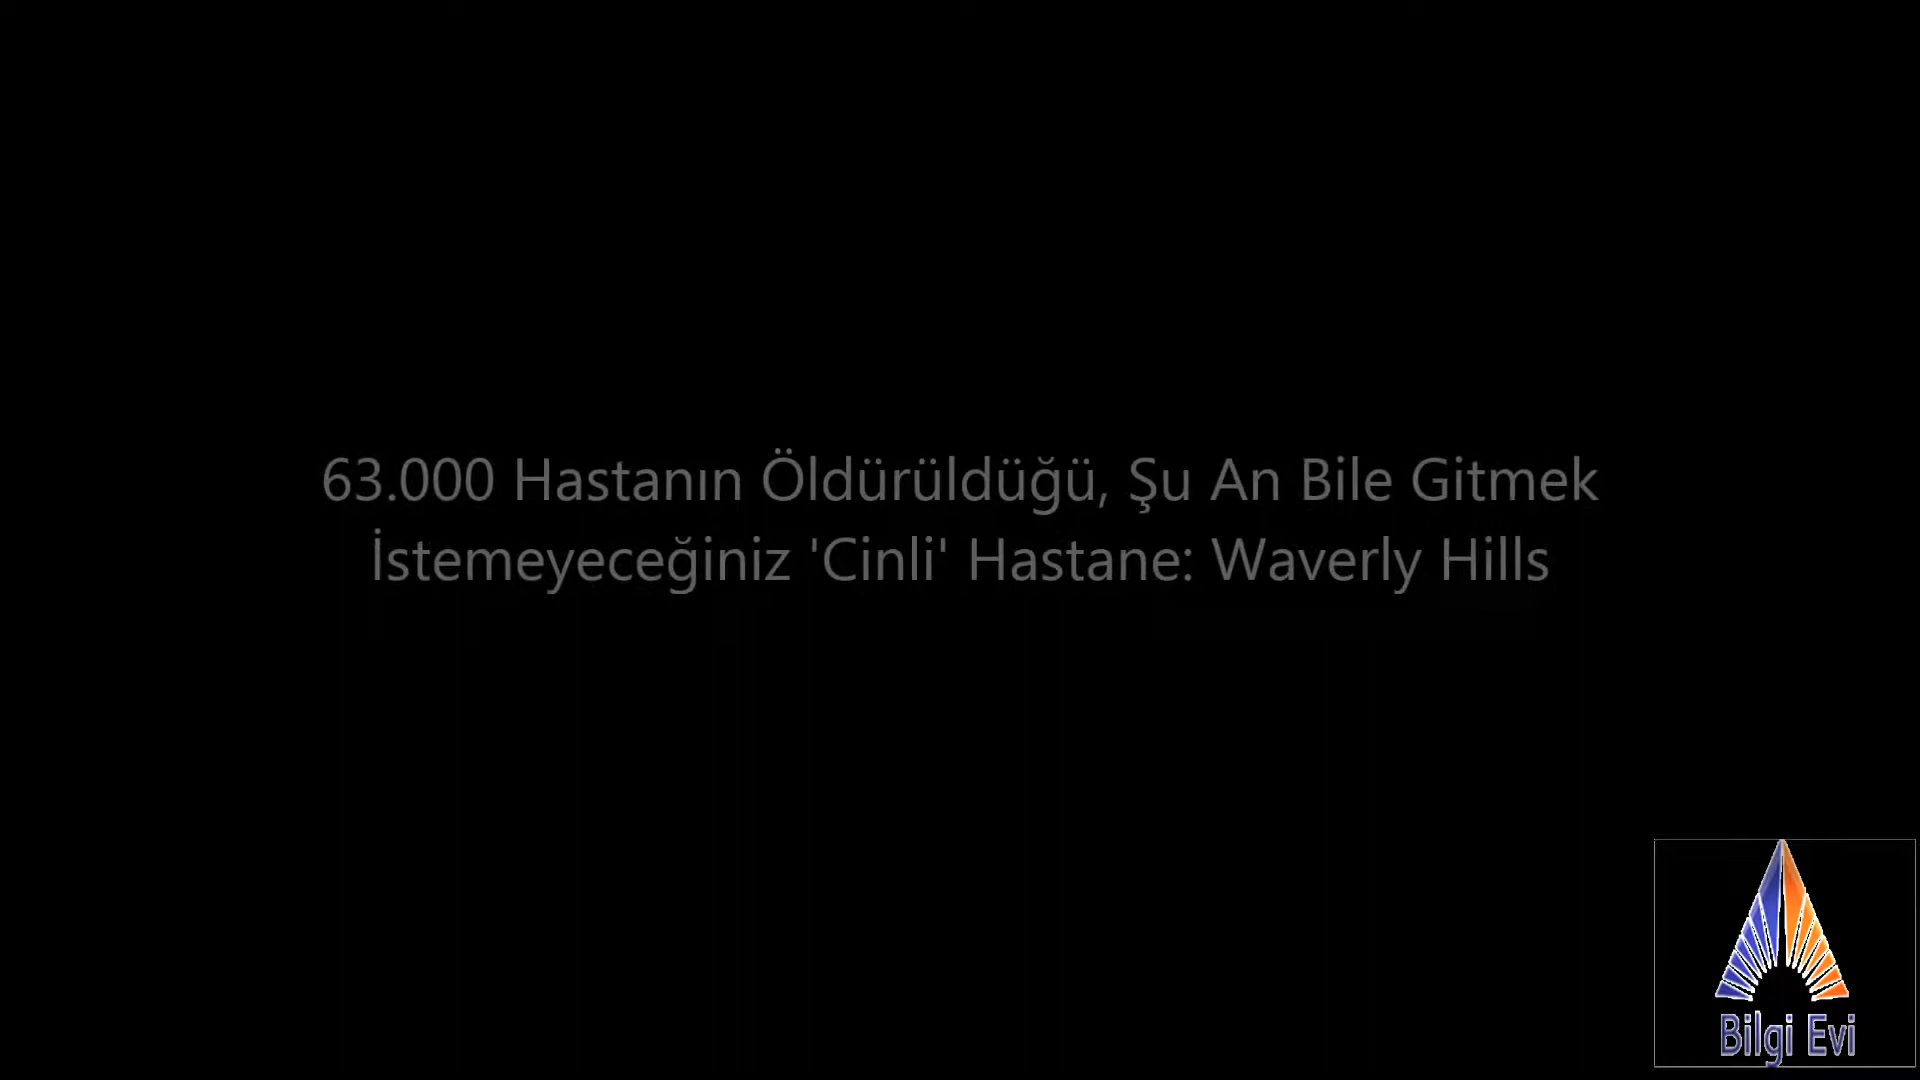 63.000 Hastanın Öldürüldüğü, Şu An Bile Gitmek
İstemeyeceğiniz 'Cinli' Hastane: Waverly Hills
Bilgi Evi